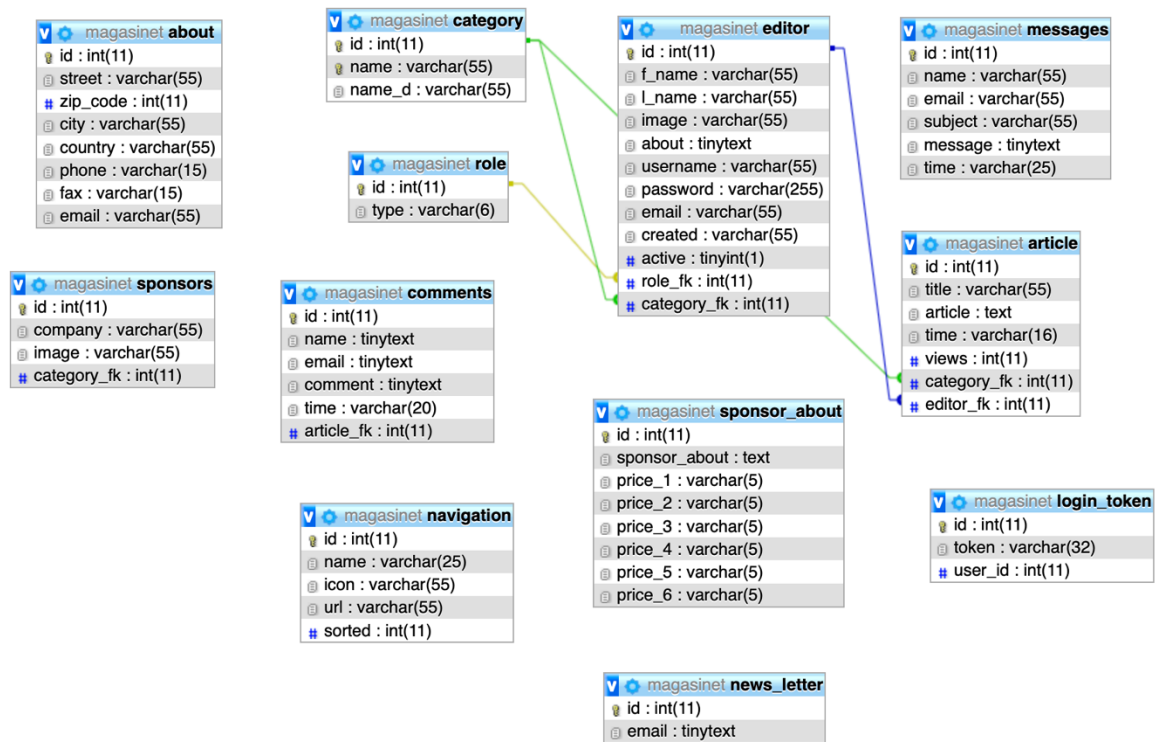 magasinet about
id : int(11)
street : varchar(55)
zip_code : int(11)
city : varchar(55)
country : varchar(55)
phone : varchar(15)
fax : varchar(15)
email : varchar(55)
magasinet category
id : int(11)
name : varchar(55)
name_d : varchar(55)
magasinet editor
id : int(11)
f_name : varchar(55)
l_name : varchar(55)
image : varchar(55)
about : tinytext
username : varchar(55)
password : varchar(255)
email : varchar(55)
created : varchar(55)
active : tinyint(1)
role_fk : int(11)
category_fk : int(11)
magasinet messages
id : int(11)
name : varchar(55)
email : varchar(55)
subject : varchar(55)
message : tinytext
time : varchar(25)
magasinet role
id : int(11)
type : varchar(6)
magasinet article
id : int(11)
title : varchar(55)
article : text
time : varchar(16)
views : int(11)
category_fk : int(11)
editor_fk : int(11)
magasinet sponsors
id : int(11)
company : varchar(55)
image : varchar(55)
category_fk : int(11)
magasinet comments
id : int(11)
name : tinytext
email : tinytext
comment : tinytext
time : varchar(20)
article_fk : int(11)
magasinet sponsor_about
id : int(11)
sponsor_about : text
price_1 : varchar(5)
price_2 : varchar(5)
price_3 : varchar(5)
price_4 : varchar(5)
price_5 : varchar(5)
price_6 : varchar(5)
magasinet login_token
id : int(11)
token : varchar(32)
user_id : int(11)
magasinet navigation
id : int(11)
name : varchar(25)
icon : varchar(55)
url : varchar(55)
sorted : int(11)
magasinet news_letter
id : int(11)
email : tinytext